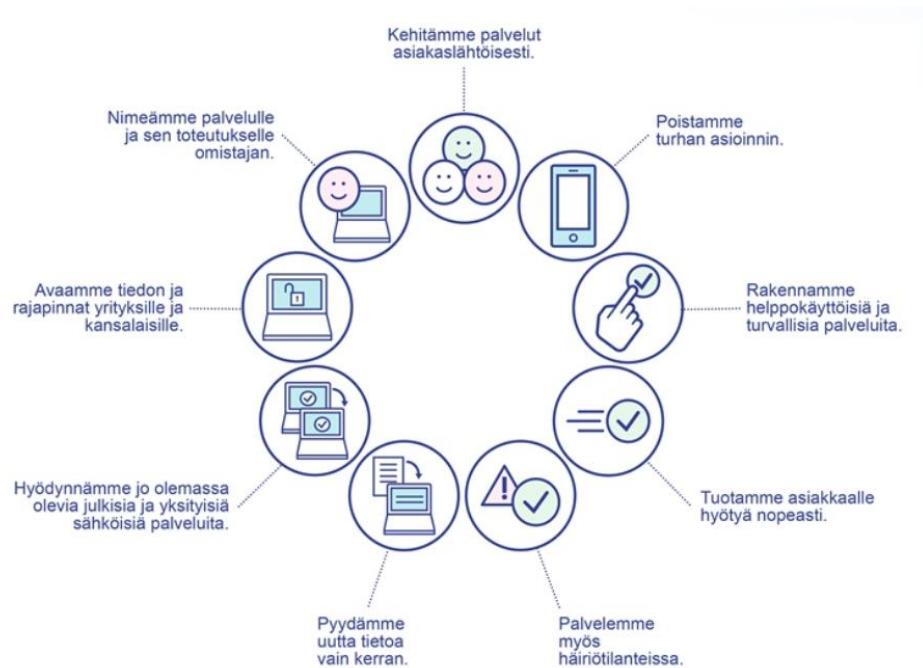 Kehitämme palvelut
asiakaslähtöisesti.
Poistamme
turhan asioinnin.
Rakennamme
helppokäyttöisiä ja
turvallisia palveluita.
Tuotamme asiakkaalle
hyötyä nopeasti.
Palvelemme
myös
häiriötilanteissa.
Pyydämme
uutta tietoa
vain kerran.
Hyödynnämme jo olemassa
olevia julkisia ja yksityisiä
sähköisiä palveluita.
Avaamme tiedon ja
rajapinnat yrityksille ja
kansalaisille.
Nimeämme palvelulle
ja sen toteutukselle
omistajan.